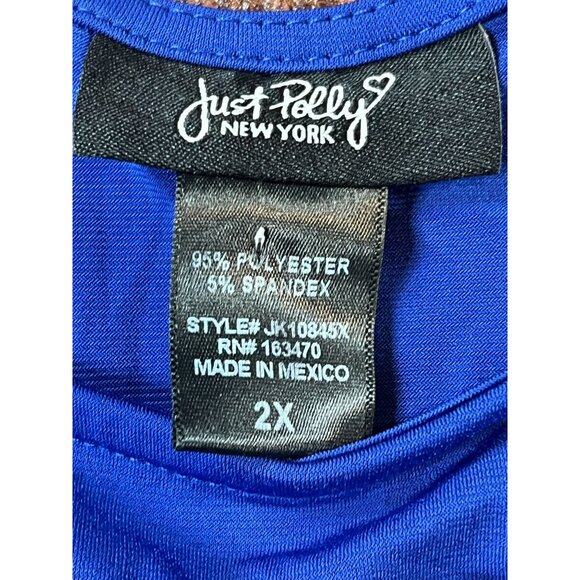 Just Polly
NEW YORK
95% POLYESTER
5% SPANDEX
STYLE# JK10845X
RN# 163470
MADE IN MEXICO
2X